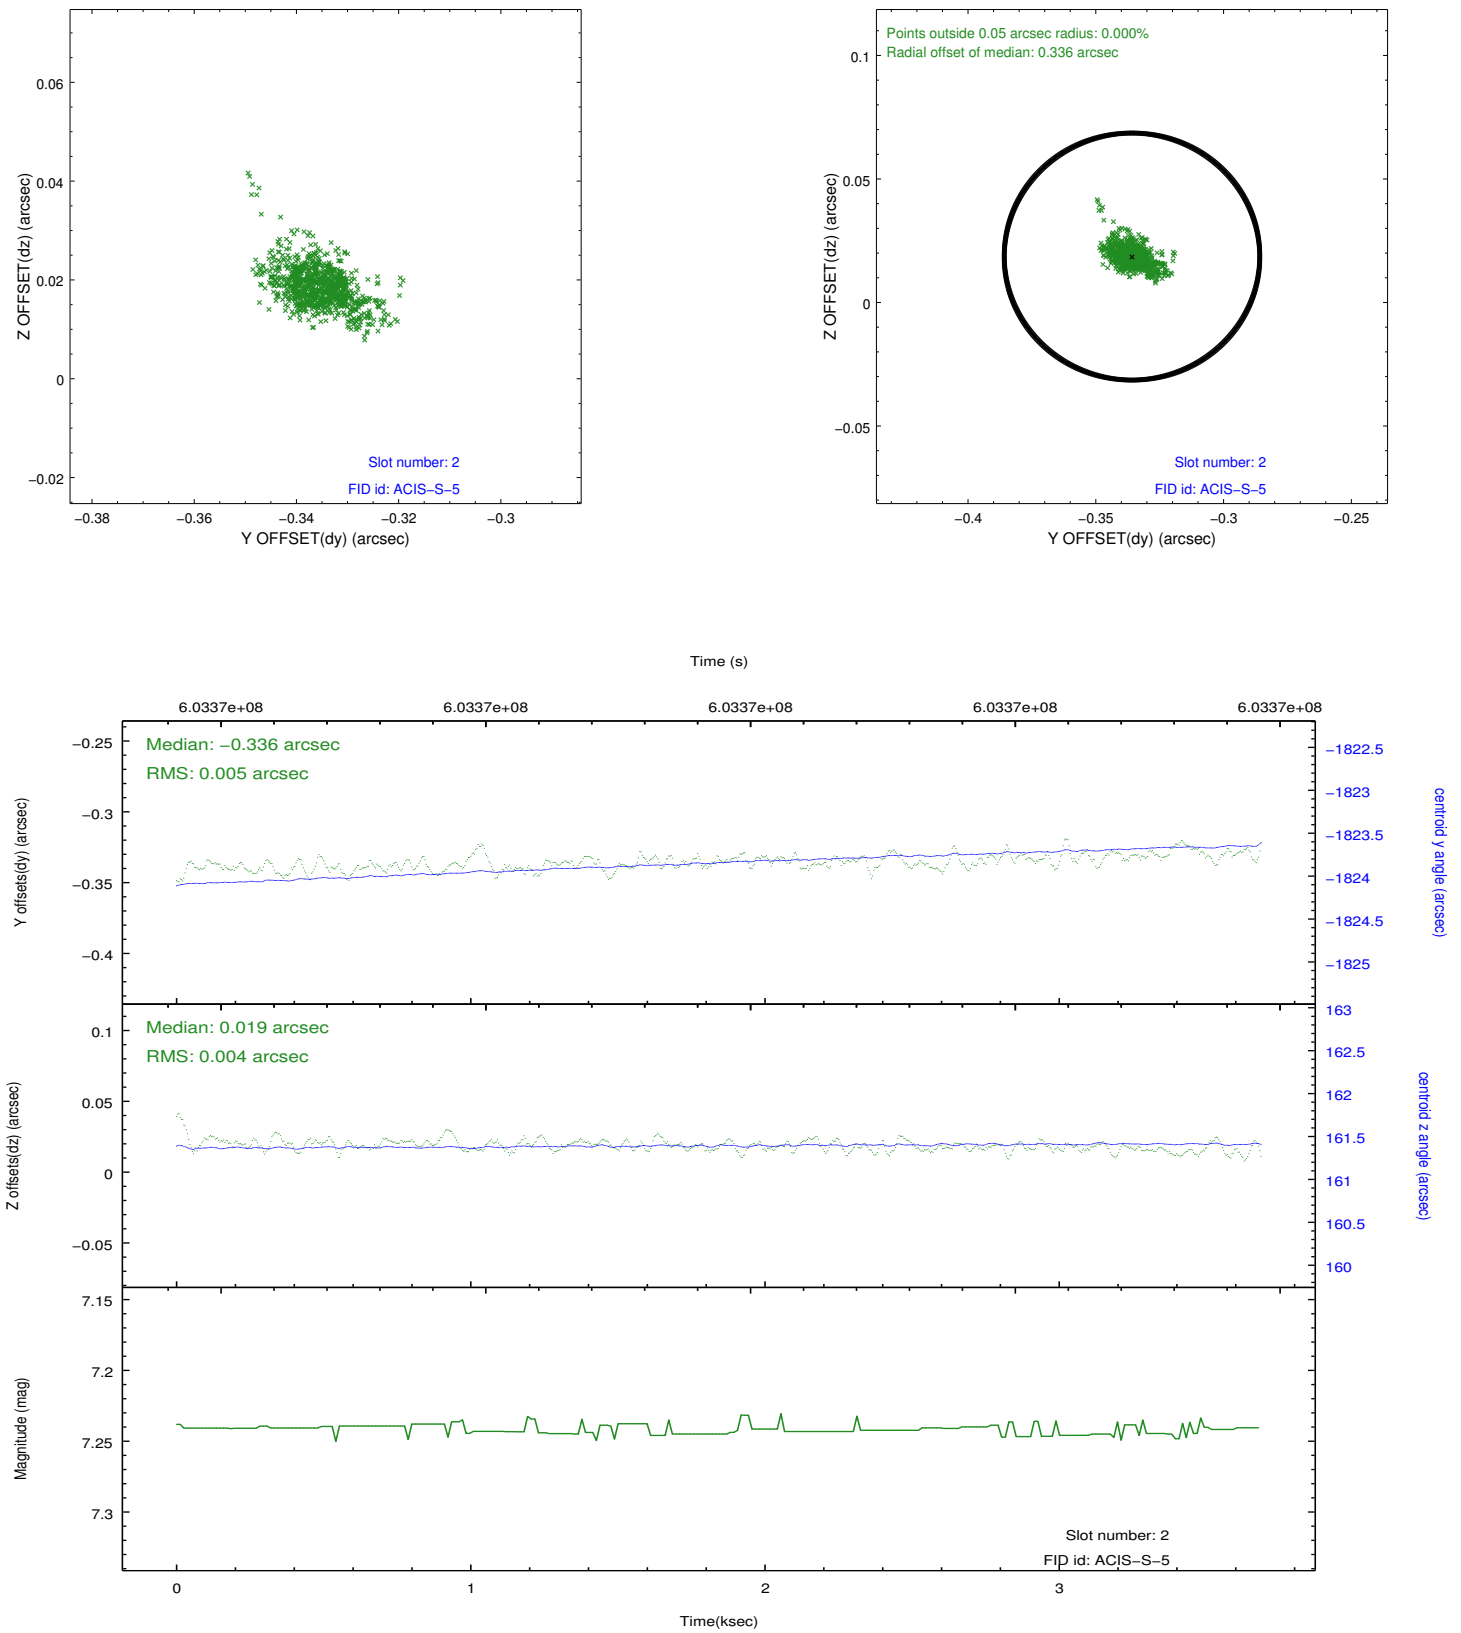 0.06
0.04
0.02
0
−0.02
Z OFFSET(dz) (arcsec)
Slot number: 2
FID id: ACIS−S−5
−0.38 −0.36 −0.34 −0.32 −0.3
Y OFFSET(dy) (arcsec)
Points outside 0.05 arcsec radius: 0.000%
Radial offset of median: 0.336 arcsec
0.1
0.05
0
−0.05
Z OFFSET(dz) (arcsec)
Slot number: 2
FID id: ACIS−S−5
−0.4 −0.35 −0.3 −0.25
Y OFFSET(dy) (arcsec)
Time (s)
6.0337e+08 6.0337e+08 6.0337e+08 6.0337e+08 6.0337e+08
Median: −0.336 arcsec
RMS: 0.005 arcsec
−0.25
−0.3
−0.35
−0.4
Y offsets(dy) (arcsec)
−1822.5
−1823
−1823.5
−1824
−1824.5
−1825
centroid y angle (arcsec)
Median: 0.019 arcsec
RMS: 0.004 arcsec
0.1
0.05
0
−0.05
Z offsets(dz) (arcsec)
163
162.5
162
161.5
161
160.5
160
centroid z angle (arcsec)
7.15
7.2
7.25
7.3
Magnitude (mag)
Slot number: 2
FID id: ACIS−S−5
0 1 2 3
Time(ksec)